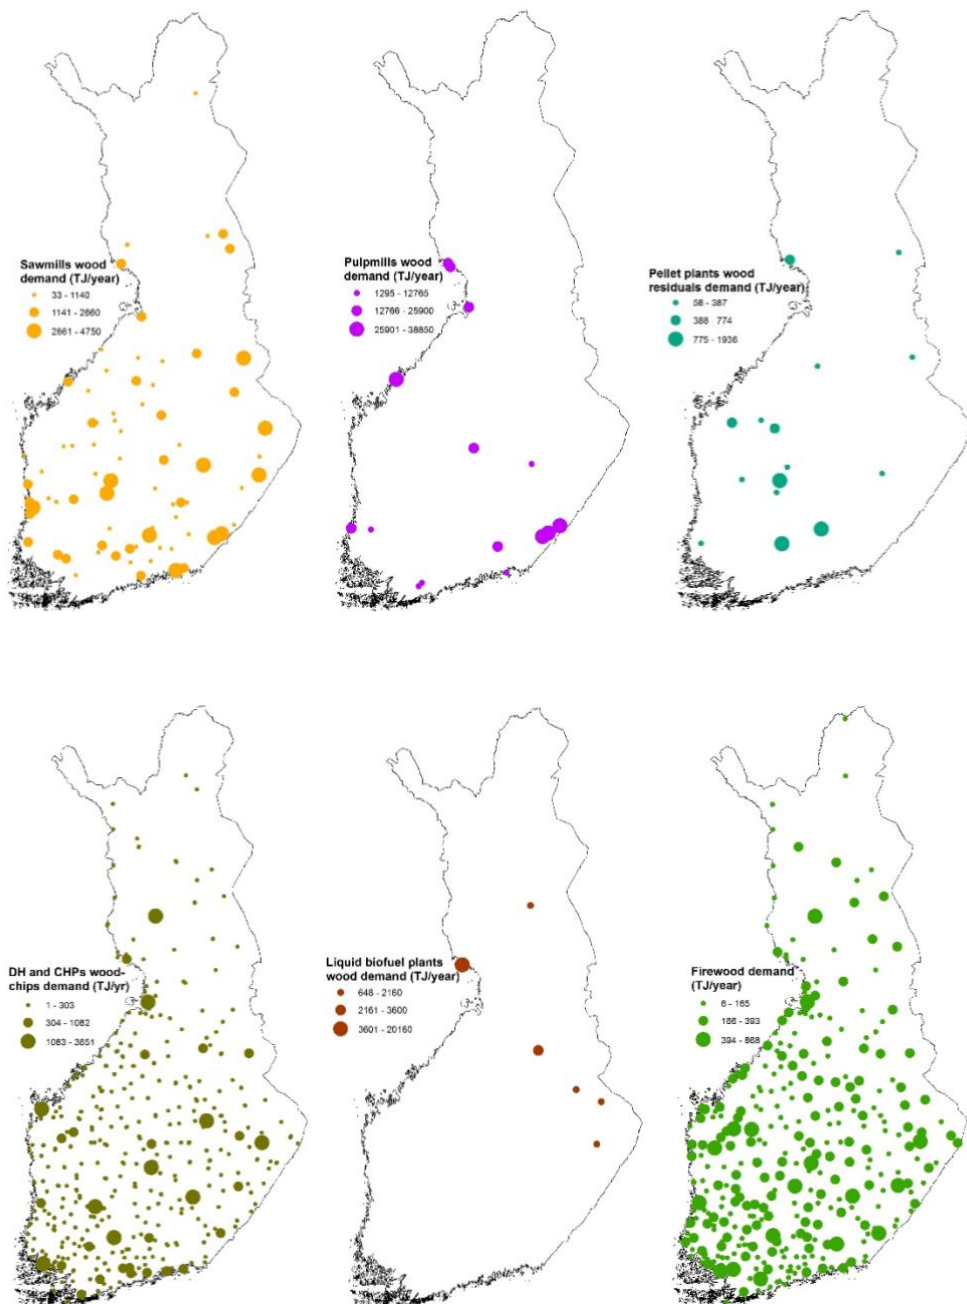 Sawmills wood
demand (TJ/year)
33 - 1140
1141 - 2660
2661 - 4750
Pulpmills wood
demand (TJ/year)
1295 - 12765
12766 - 25900
25901 - 38850
Pellet plants wood
residuals demand (TJ/year)
58 - 387
388 - 774
775 - 1936
DH and CHPs wood-
chips demand (TJ/yr)
1 - 303
304 - 1082
1083 - 3651
Liquid biofuel plants
wood demand (TJ/year)
648 - 2160
2161 - 3600
3601 - 20160
Firewood demand
(TJ/year)
6 - 165
166 - 393
394 - 868